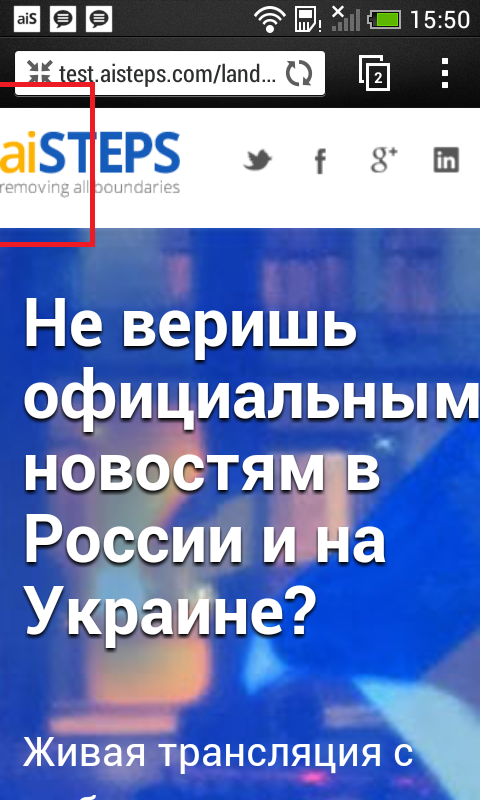 aiS
15:50
test.aisteps.com/land...
2
aiSTEPS
removing all boundaries
f
g+
in
Не веришь
официальным
новостям в
России и на
Украине?
Живая трансляция с